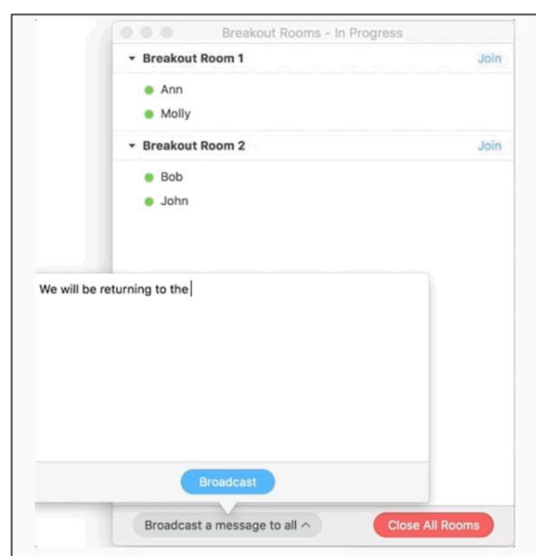 Breakout Rooms - In Progress
Breakout Room 1 Join
Ann
Molly
Breakout Room 2 Join
Bob
John
We will be returning to the
Broadcast
Broadcast a message to all
Close All Rooms